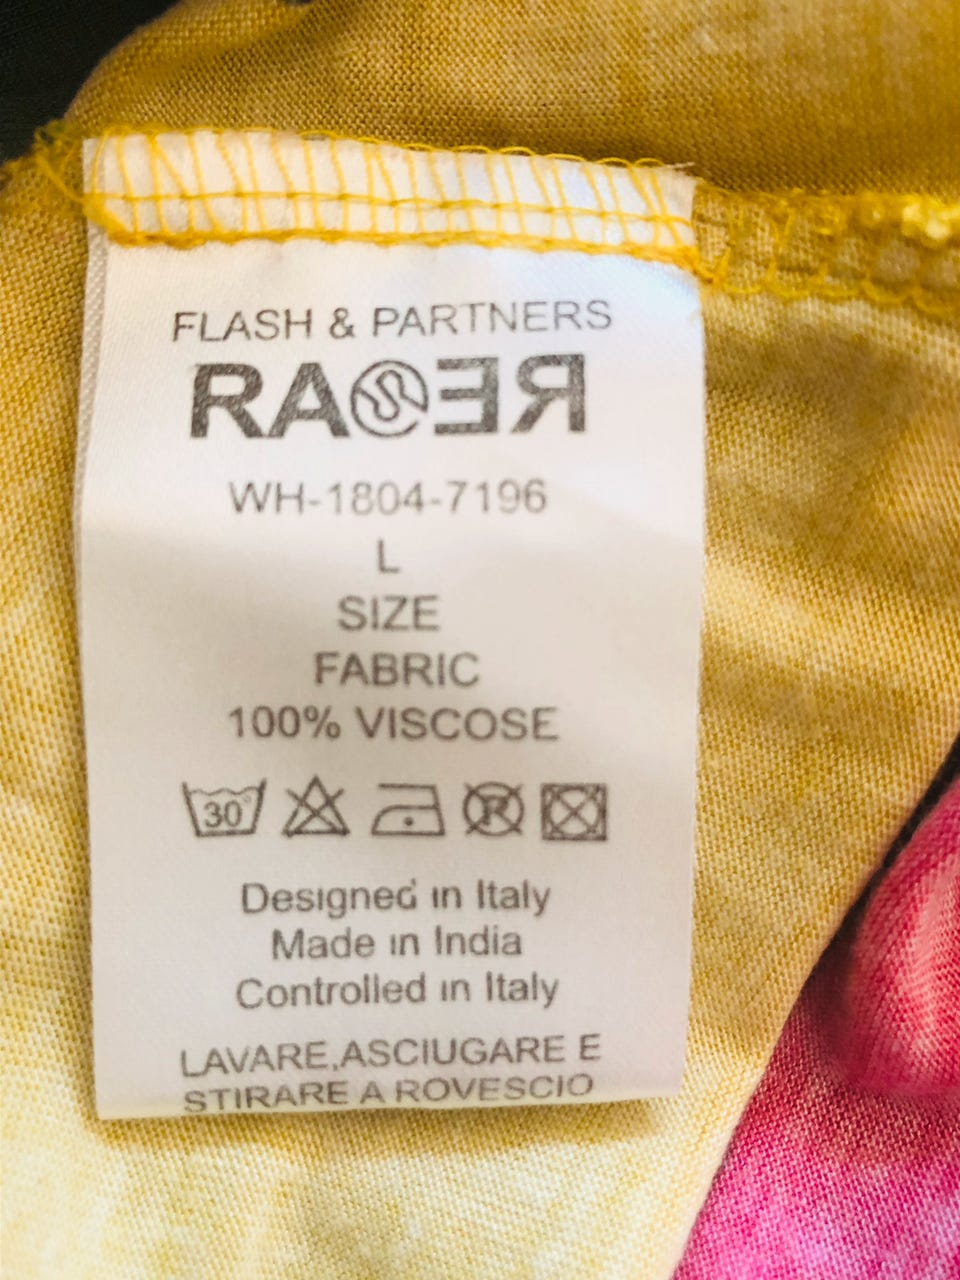 FLASH & PARTNERS
RACER
WH-1804-7196
L
SIZE
FABRIC
100% VISCOSE
30°
Designed in Italy
Made in India
Controlled in Italy
LAVARE,ASCIUGARE E
STIRARE A ROVESCIO